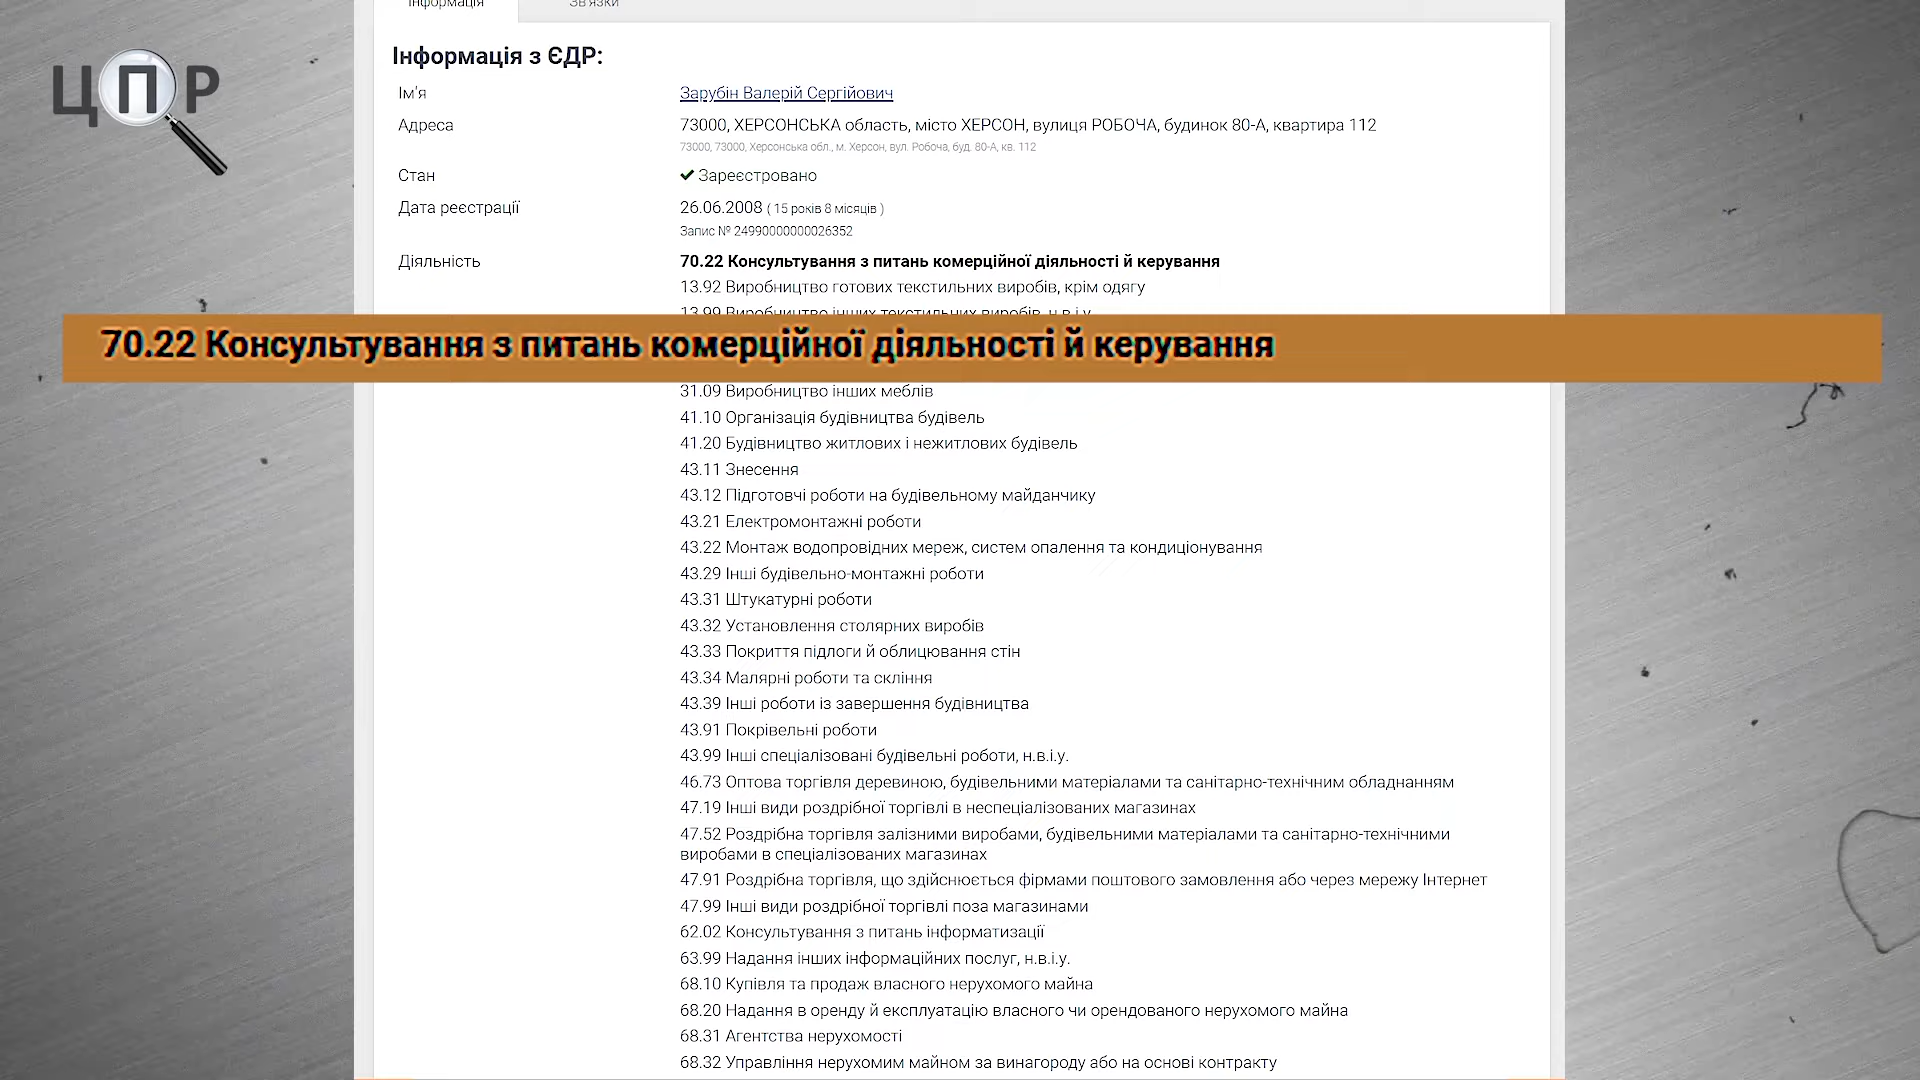 Інформація
Зв'язки
ЦПР
Інформація з ЄДР:
Ім'я
Зарубін Валерій Сергійович
Адреса
73000, ХЕРСОНСЬКА область, місто ХЕРСОН, вулиця РОБОЧА, будинок 80-А, квартира 112
73000, 73000, Херсонська обл., м. Херсон, вул. Робоча, буд. 80-А, кв. 112
Стан
Зареєстровано
Дата реєстрації
26.06.2008 ( 15 років 8 місяців )
Запис № 24990000000026352
Діяльність
70.22 Консультування з питань комерційної діяльності й керування
13.92 Виробництво готових текстильних виробів, крім одягу
13.99 Виробництво інших текстильних виробів, н.в.і.у.
70.22 Консультування з питань комерційної діяльності й керування
31.09 Виробництво інших меблів
41.10 Організація будівництва будівель
41.20 Будівництво житлових і нежитлових будівель
43.11 Знесення
43.12 Підготовчі роботи на будівельному майданчику
43.21 Електромонтажні роботи
43.22 Монтаж водопровідних мереж, систем опалення та кондиціонування
43.29 Інші будівельно-монтажні роботи
43.31 Штукатурні роботи
43.32 Установлення столярних виробів
43.33 Покриття підлоги й облицювання стін
43.34 Малярні роботи та скління
43.39 Інші роботи із завершення будівництва
43.91 Покрівельні роботи
43.99 Інші спеціалізовані будівельні роботи, н.в.і.у.
46.73 Оптова торгівля деревиною, будівельними матеріалами та санітарно-технічним обладнанням
47.19 Інші види роздрібної торгівлі в неспеціалізованих магазинах
47.52 Роздрібна торгівля залізними виробами, будівельними матеріалами та санітарно-технічними
виробами в спеціалізованих магазинах
47.91 Роздрібна торгівля, що здійснюється фірмами поштового замовлення або через мережу Інтернет
47.99 Інші види роздрібної торгівлі поза магазинами
62.02 Консультування з питань інформатизації
63.99 Надання інших інформаційних послуг, н.в.і.у.
68.10 Купівля та продаж власного нерухомого майна
68.20 Надання в оренду й експлуатацію власного чи орендованого нерухомого майна
68.31 Агентства нерухомості
68.32 Управління нерухомим майном за винагороду або на основі контракту